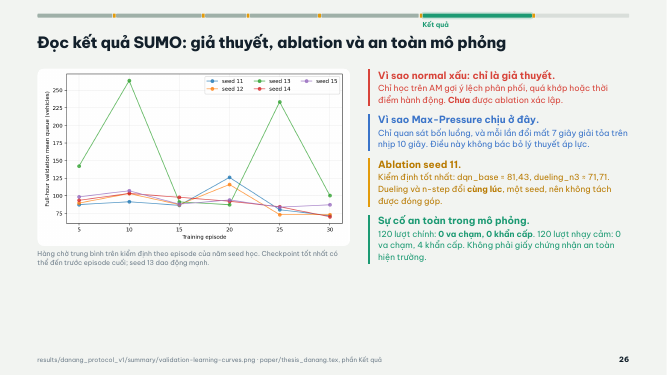 Kết quả
Đọc kết quả SUMO: giả thuyết, ablation và an toàn mô phỏng
seed 11
seed 12
seed 13
seed 14
seed 15
Full-hour validation mean queue (vehicles)
250
225
200
175
150
125
100
75
5
10
15
20
25
30
Training episode
Hàng chờ trung bình trên kiểm định theo episode của năm seed học. Checkpoint tốt nhất có
thể đến trước episode cuối; seed 13 dao động mạnh.
Vì sao normal xấu: chỉ là giả thuyết.
Chỉ học trên AM gợi ý lệch phân phối, quá khớp hoặc thời
điểm hành động. Chưa được ablation xác lập.
Vì sao Max-Pressure chịu ở đây.
Chỉ quan sát bốn luồng, và mỗi lần đổi mất 7 giây giải tỏa trên
nhịp 10 giây. Điều này không bác bỏ lý thuyết áp lực.
Ablation seed 11.
Kiểm định tốt nhất: dqn_base = 81,43, dueling_n3 = 71,71.
Dueling và n-step đổi cùng lúc, một seed, nên không tách
được đóng góp.
Sự cố an toàn trong mô phỏng.
120 lượt chính: 0 va chạm, 0 khẩn cấp. 120 lượt nhạy cảm: 0
va chạm, 4 khẩn cấp. Không phải giấy chứng nhận an toàn
hiện trường.
results/danang_protocol_v1/summary/validation-learning-curves.png · paper/thesis_danang.tex, phần Kết quả
26